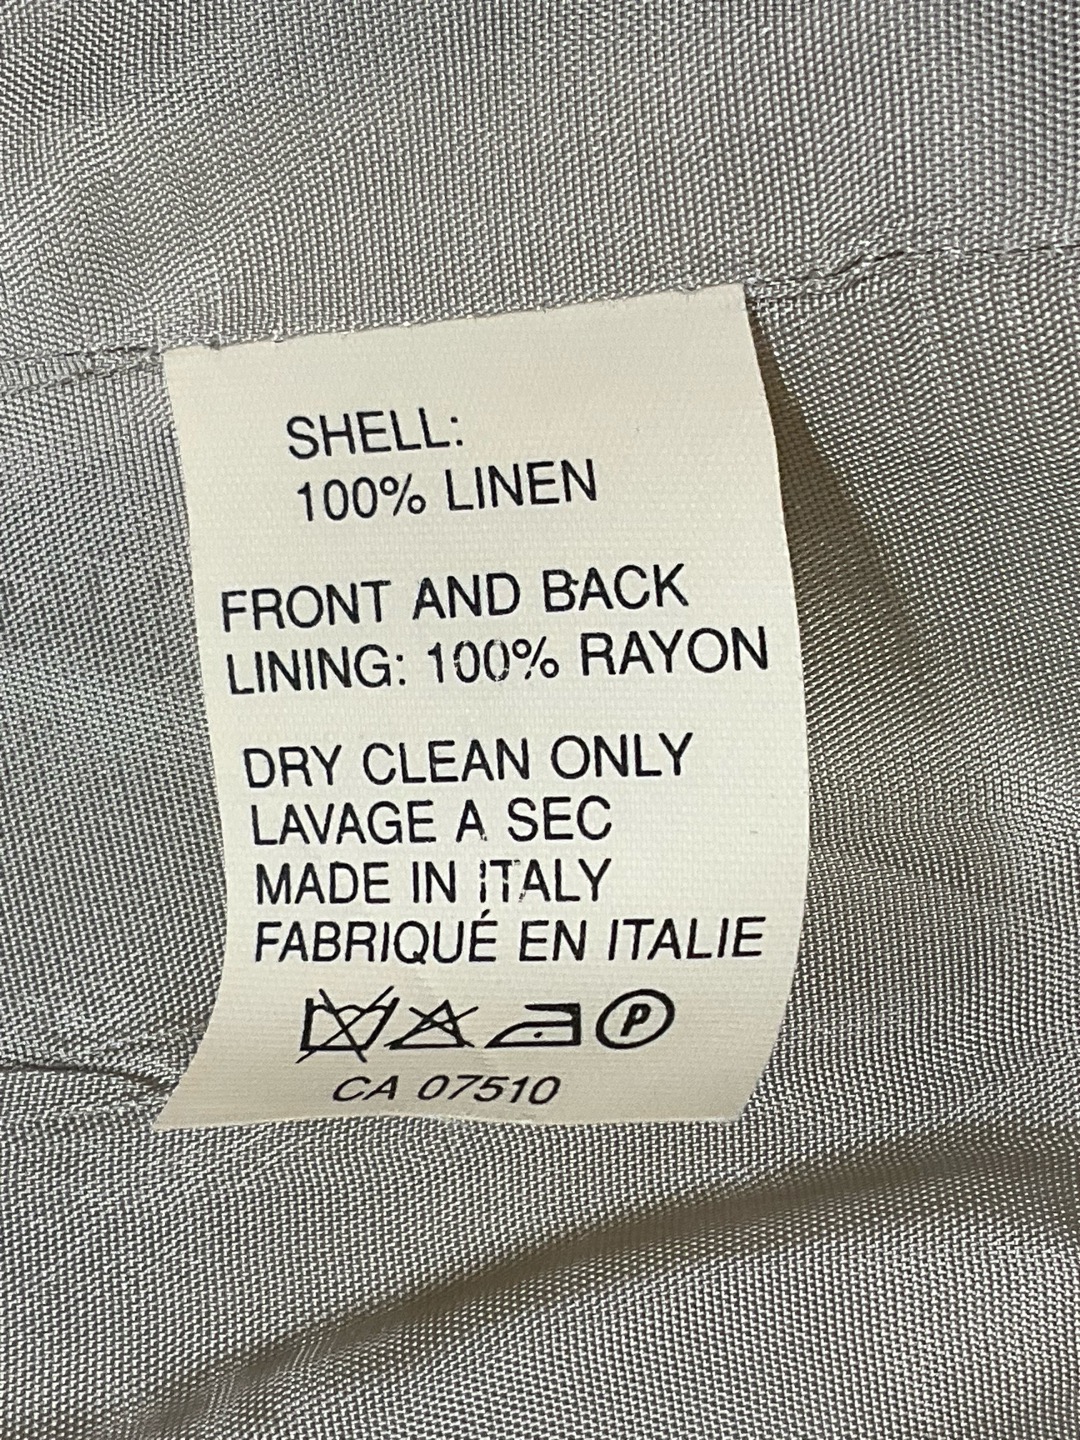 SHELL:
100% LINEN
FRONT AND BACK
LINING: 100% RAYON
DRY CLEAN ONLY
LAVAGE A SEC
MADE IN ITALY
FABRIQUÉ EN ITALIE
P
CA 07510